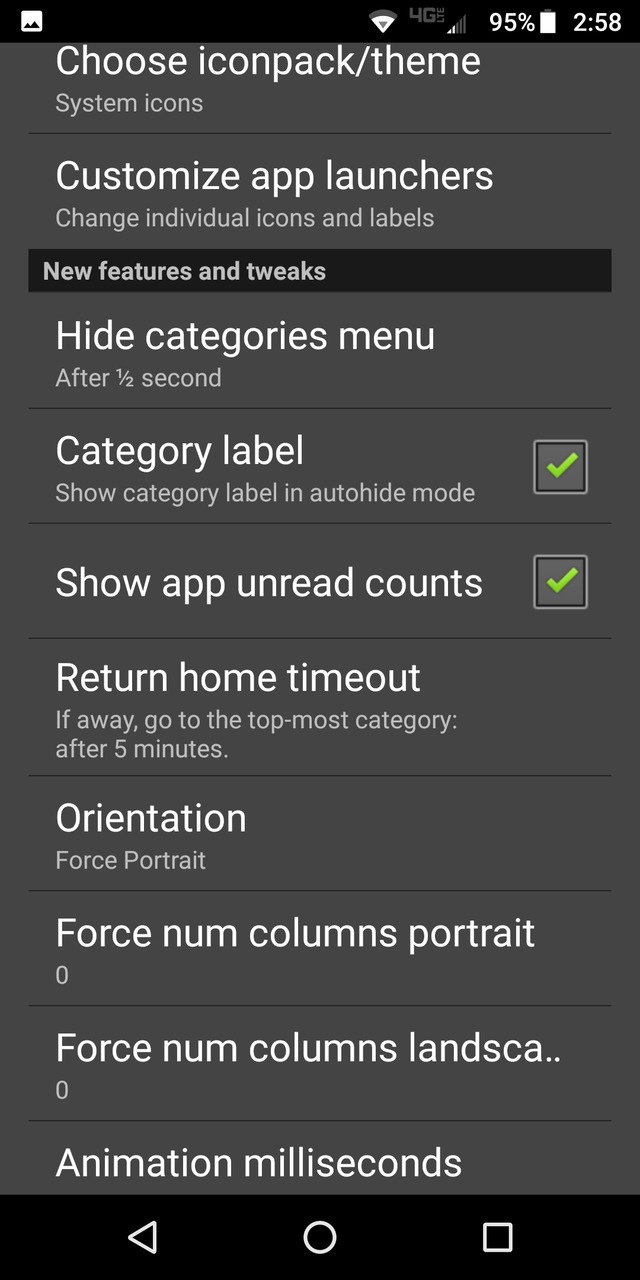 4G LTE 95% 2:58
Choose iconpack/theme
System icons
Customize app launchers
Change individual icons and labels
New features and tweaks
Hide categories menu
After ½ second
Category label
Show category label in autohide mode
Show app unread counts
Return home timeout
If away, go to the top-most category:
after 5 minutes.
Orientation
Force Portrait
Force num columns portrait
0
Force num columns landsca..
0
Animation milliseconds